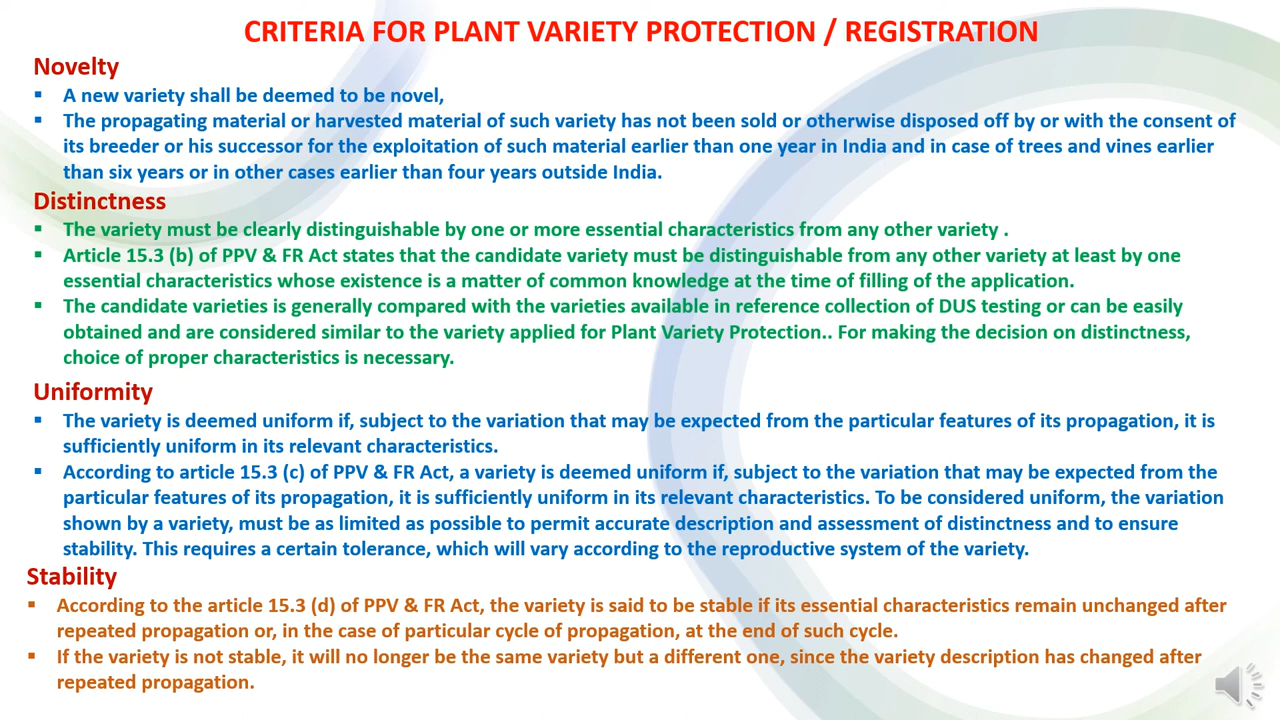 CRITERIA FOR PLANT VARIETY PROTECTION / REGISTRATION
Novelty
▪ A new variety shall be deemed to be novel,
▪ The propagating material or harvested material of such variety has not been sold or otherwise disposed off by or with the consent of
its breeder or his successor for the exploitation of such material earlier than one year in India and in case of trees and vines earlier
than six years or in other cases earlier than four years outside India.
Distinctness
▪ The variety must be clearly distinguishable by one or more essential characteristics from any other variety .
▪ Article 15.3 (b) of PPV & FR Act states that the candidate variety must be distinguishable from any other variety at least by one
essential characteristics whose existence is a matter of common knowledge at the time of filling of the application.
▪ The candidate varieties is generally compared with the varieties available in reference collection of DUS testing or can be easily
obtained and are considered similar to the variety applied for Plant Variety Protection.. For making the decision on distinctness,
choice of proper characteristics is necessary.
Uniformity
▪ The variety is deemed uniform if, subject to the variation that may be expected from the particular features of its propagation, it is
sufficiently uniform in its relevant characteristics.
▪ According to article 15.3 (c) of PPV & FR Act, a variety is deemed uniform if, subject to the variation that may be expected from the
particular features of its propagation, it is sufficiently uniform in its relevant characteristics. To be considered uniform, the variation
shown by a variety, must be as limited as possible to permit accurate description and assessment of distinctness and to ensure
stability. This requires a certain tolerance, which will vary according to the reproductive system of the variety.
Stability
▪ According to the article 15.3 (d) of PPV & FR Act, the variety is said to be stable if its essential characteristics remain unchanged after
repeated propagation or, in the case of particular cycle of propagation, at the end of such cycle.
▪ If the variety is not stable, it will no longer be the same variety but a different one, since the variety description has changed after
repeated propagation.